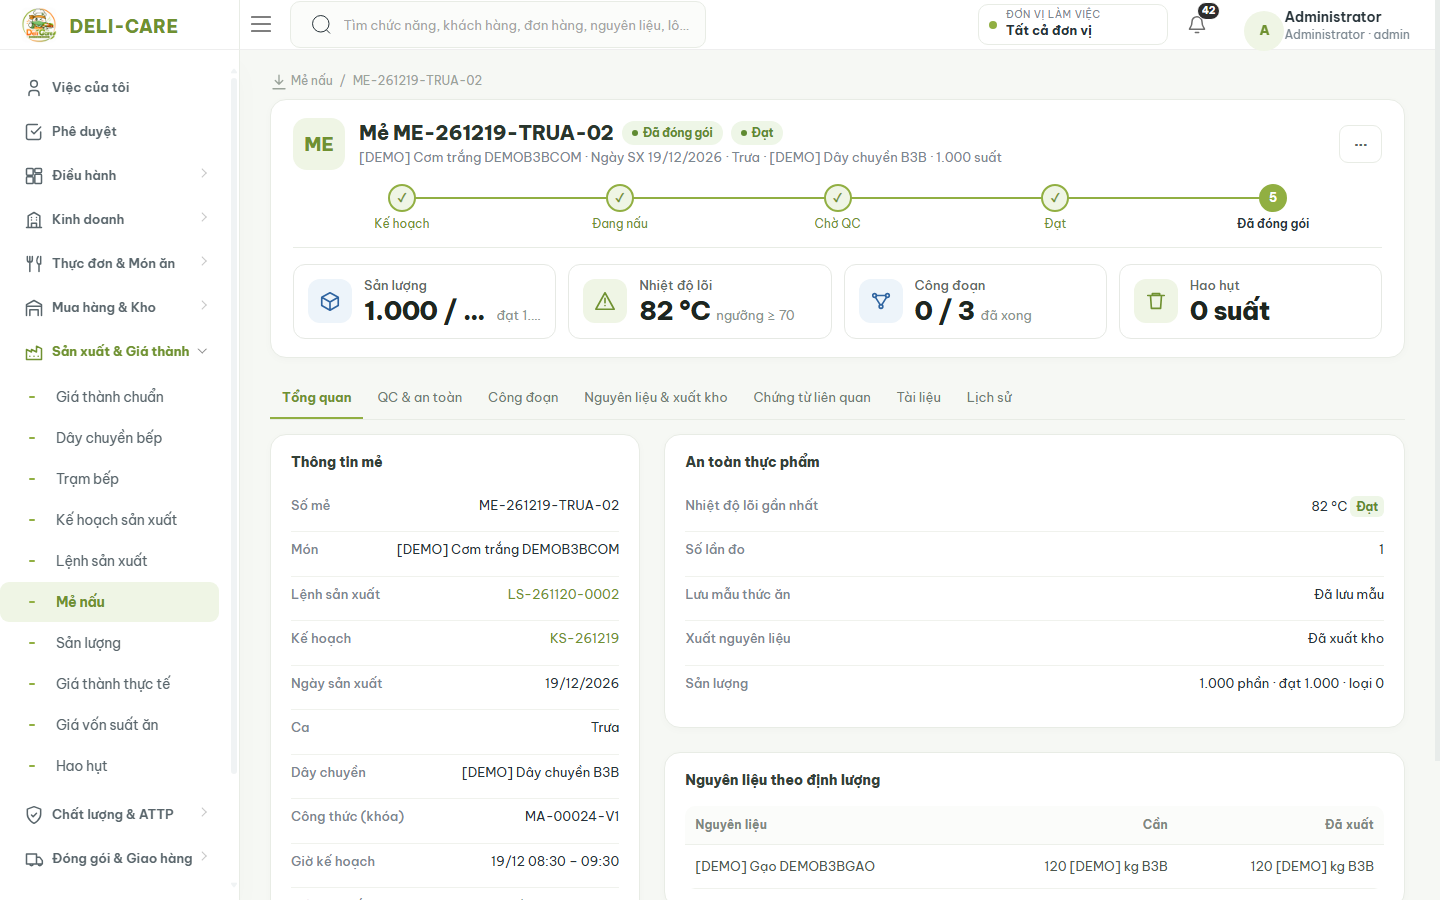 DELI-CARE
Tìm chức năng, khách hàng, đơn hàng, nguyên liệu, lô...
ĐƠN VỊ LÀM VIỆC
Tất cả đơn vị
42
A
Administrator
Administrator · admin
Việc của tôi
Phê duyệt
Điều hành
Kinh doanh
Thực đơn & Món ăn
Mua hàng & Kho
Sản xuất & Giá thành
- Giá thành chuẩn
- Dây chuyền bếp
- Trạm bếp
- Kế hoạch sản xuất
- Lệnh sản xuất
- Mẻ nấu
- Sản lượng
- Giá thành thực tế
- Giá vốn suất ăn
- Hao hụt
Chất lượng & ATTP
Đóng gói & Giao hàng
Mẻ nấu / ME-261219-TRUA-02
ME
Mẻ ME-261219-TRUA-02
Đã đóng gói
Đạt
[DEMO] Cơm trắng DEMOB3BCOM · Ngày SX 19/12/2026 · Trưa · [DEMO] Dây chuyền B3B · 1.000 suất
...
✓ ✓ ✓ ✓ 5
Kế hoạch Đang nấu Chờ QC Đạt Đã đóng gói
Sản lượng
1.000 / ... đạt 1....
Nhiệt độ lõi
82 °C ngưỡng ≥ 70
Công đoạn
0 / 3 đã xong
Hao hụt
0 suất
Tổng quan QC & an toàn Công đoạn Nguyên liệu & xuất kho Chứng từ liên quan Tài liệu Lịch sử
Thông tin mẻ
Số mẻ ME-261219-TRUA-02
Món [DEMO] Cơm trắng DEMOB3BCOM
Lệnh sản xuất LS-261120-0002
Kế hoạch KS-261219
Ngày sản xuất 19/12/2026
Ca Trưa
Dây chuyền [DEMO] Dây chuyền B3B
Công thức (khóa) MA-00024-V1
Giờ kế hoạch 19/12 08:30 – 09:30
An toàn thực phẩm
Nhiệt độ lõi gần nhất 82 °C Đạt
Số lần đo 1
Lưu mẫu thức ăn Đã lưu mẫu
Xuất nguyên liệu Đã xuất kho
Sản lượng 1.000 phần · đạt 1.000 · loại 0
Nguyên liệu theo định lượng
Nguyên liệu Cần Đã xuất
[DEMO] Gạo DEMOB3BGAO 120 [DEMO] kg B3B 120 [DEMO] kg B3B